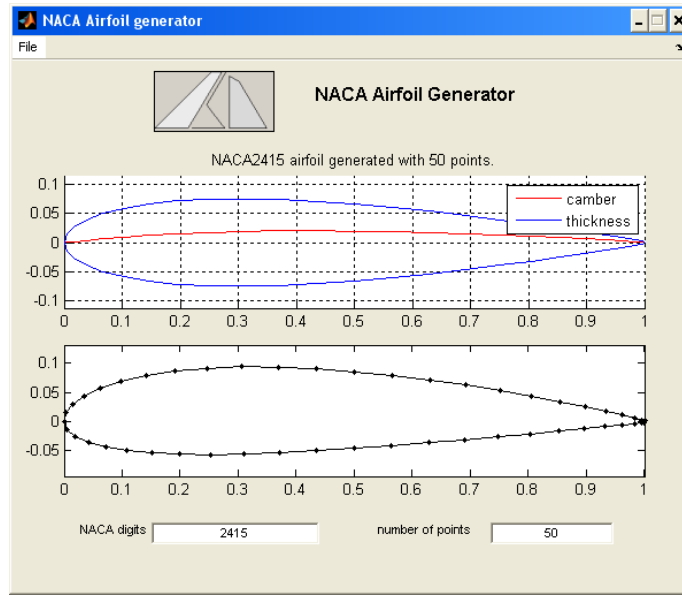 NACA Airfoil generator
File
NACA Airfoil Generator
NACA2415 airfoil generated with 50 points.
0.1
0.05
0
-0.05
-0.1
camber
thickness
0 0.1 0.2 0.3 0.4 0.5 0.6 0.7 0.8 0.9 1
0.1
0.05
0
-0.05
0 0.1 0.2 0.3 0.4 0.5 0.6 0.7 0.8 0.9 1
NACA digits 2415 number of points 50